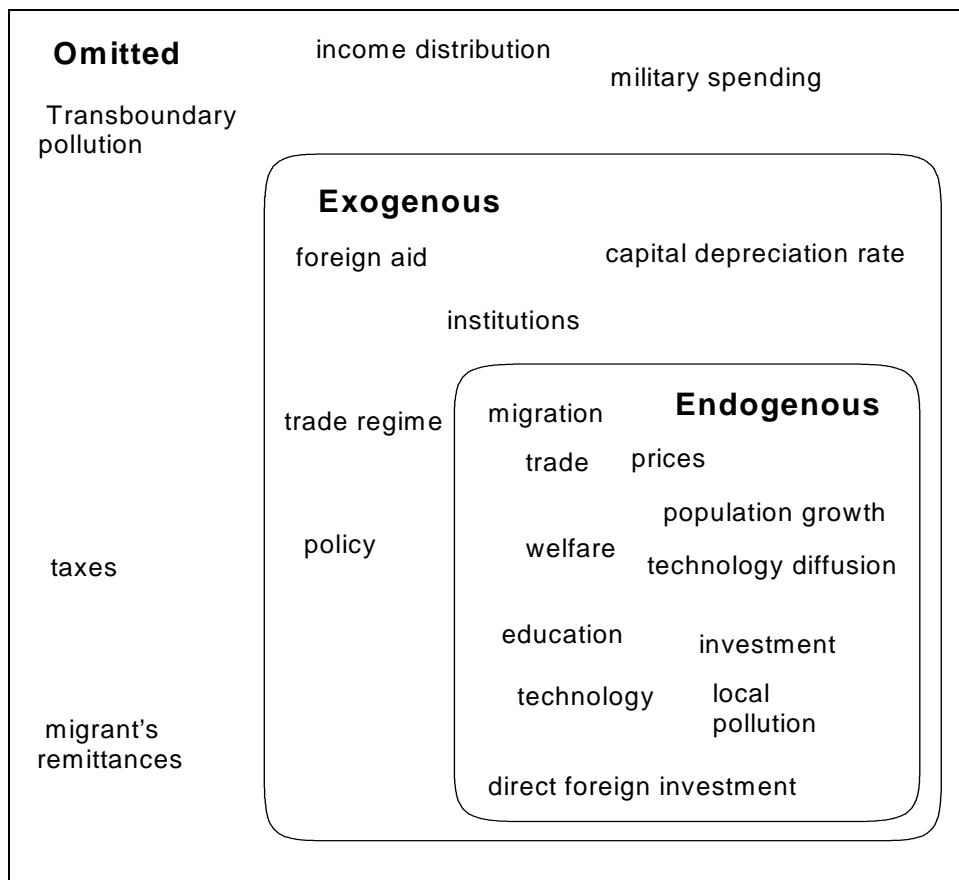 Omitted
income distribution
military spending
Transboundary
pollution
Exogenous
foreign aid
capital depreciation rate
institutions
Endogenous
trade regime
migration
trade
prices
population growth
policy
welfare
technology diffusion
taxes
education
investment
technology
local
pollution
migrant's
remittances
direct foreign investment